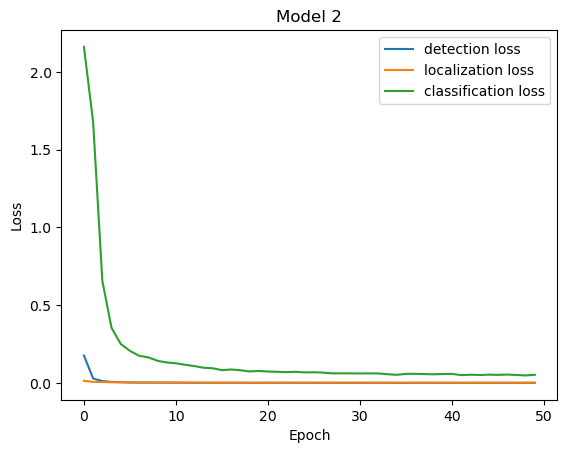 Model 2
detection loss
localization loss
classification loss
2.0
1.5
1.0
0.5
0.0
Loss
0 10 20 30 40 50
Epoch